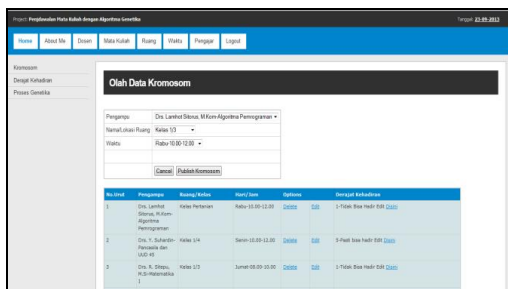 Project: Penjadwalan Mata Kuliah dengan Algoritma Genetika
Tanggal: 23-09-2013
Home About Me Dosen Mata Kuliah Ruang Waktu Pengajar Logout
Kromosom
Derajat Kehadiran
Proses Genetika
Olah Data Kromosom
Pengampu Drs. Lamhot Sitorus, M.Kom-Algoritma Pemrograman
Nama/Lokasi Ruang Kelas 1/3
Waktu Rabu-10.00-12.00
Cancel Publish Kromosom
No.Urut Pengampu Ruang/Kelas Hari/Jam Options Derajat Kehadiran
1 Drs. Lamhot Sitorus, M.Kom-Algoritma Pemrograman Kelas Pertanian Rabu-10.00-12.00 Delete Edit 1-Tidak Bisa Hadir Edit Disini
2 Drs. Y. Suhardin-Pancasila dan UUD 45 Kelas 1/4 Senin-10.00-12.00 Delete Edit 5-Pasti bisa hadir Edit Disini
3 Drs. R. Sitepu, M.Si-Matematika 1 Kelas 1/3 Jumat-08.00-10.00 Delete Edit 1-Tidak Bisa Hadir Edit Disini